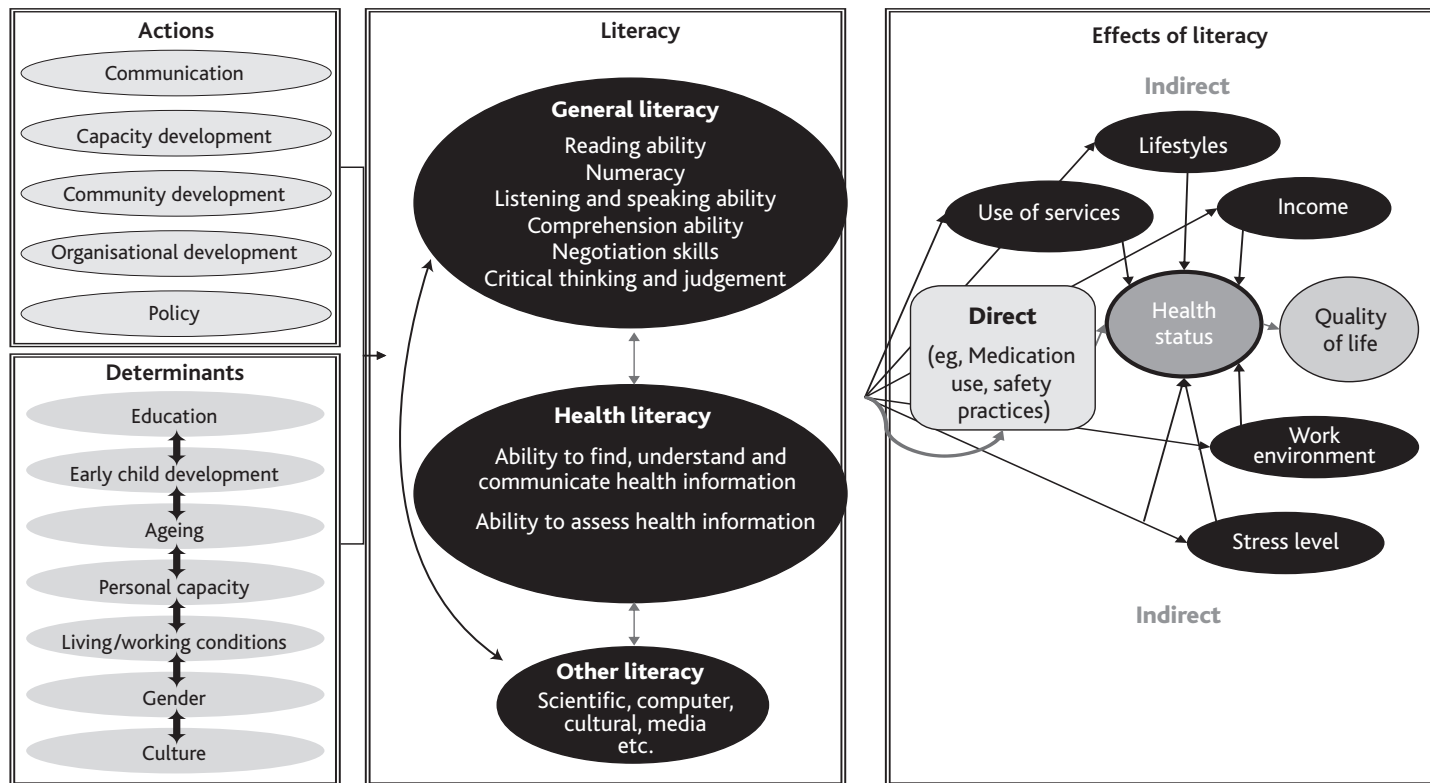 Actions
Communication
Capacity development
Community development
Organisational development
Policy
Determinants
Education
Early child development
Ageing
Personal capacity
Living/working conditions
Gender
Culture
Literacy
General literacy
Reading ability
Numeracy
Listening and speaking ability
Comprehension ability
Negotiation skills
Critical thinking and judgement
Health literacy
Ability to find, understand and
communicate health information
Ability to assess health information
Other literacy
Scientific, computer,
cultural, media
etc.
Effects of literacy
Indirect
Lifestyles
Use of services
Income
Direct
(eg, Medication
use, safety
practices)
Health
status
Quality
of life
Work
environment
Stress level
Indirect